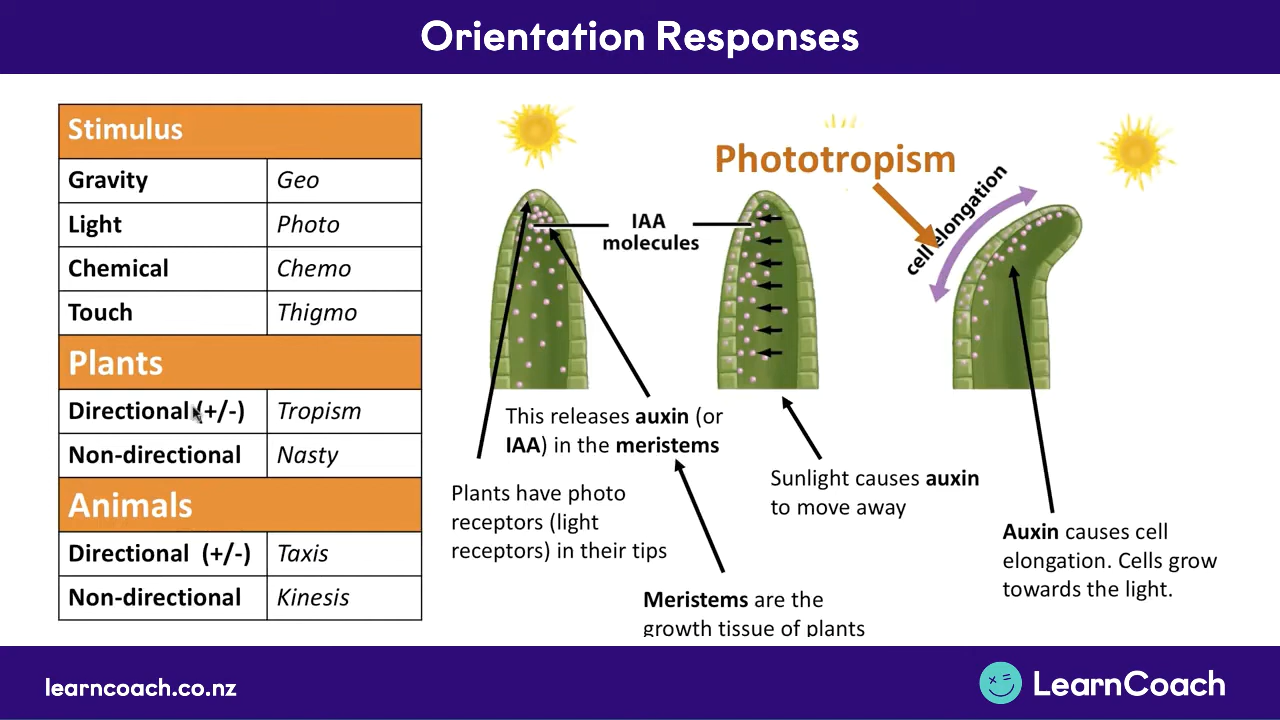 Orientation Responses
Stimulus
Gravity Geo
Light Photo
Chemical Chemo
Touch Thigmo
Plants
Directional (+/-) Tropism
Non-directional Nasty
Animals
Directional (+/-) Taxis
Non-directional Kinesis
Phototropism
IAA
molecules
cell elongation
This releases auxin (or
IAA) in the meristems
Plants have photo
receptors (light
receptors) in their tips
Meristems are the
growth tissue of plants
Sunlight causes auxin
to move away
Auxin causes cell
elongation. Cells grow
towards the light.
learncoach.co.nz
LearnCoach